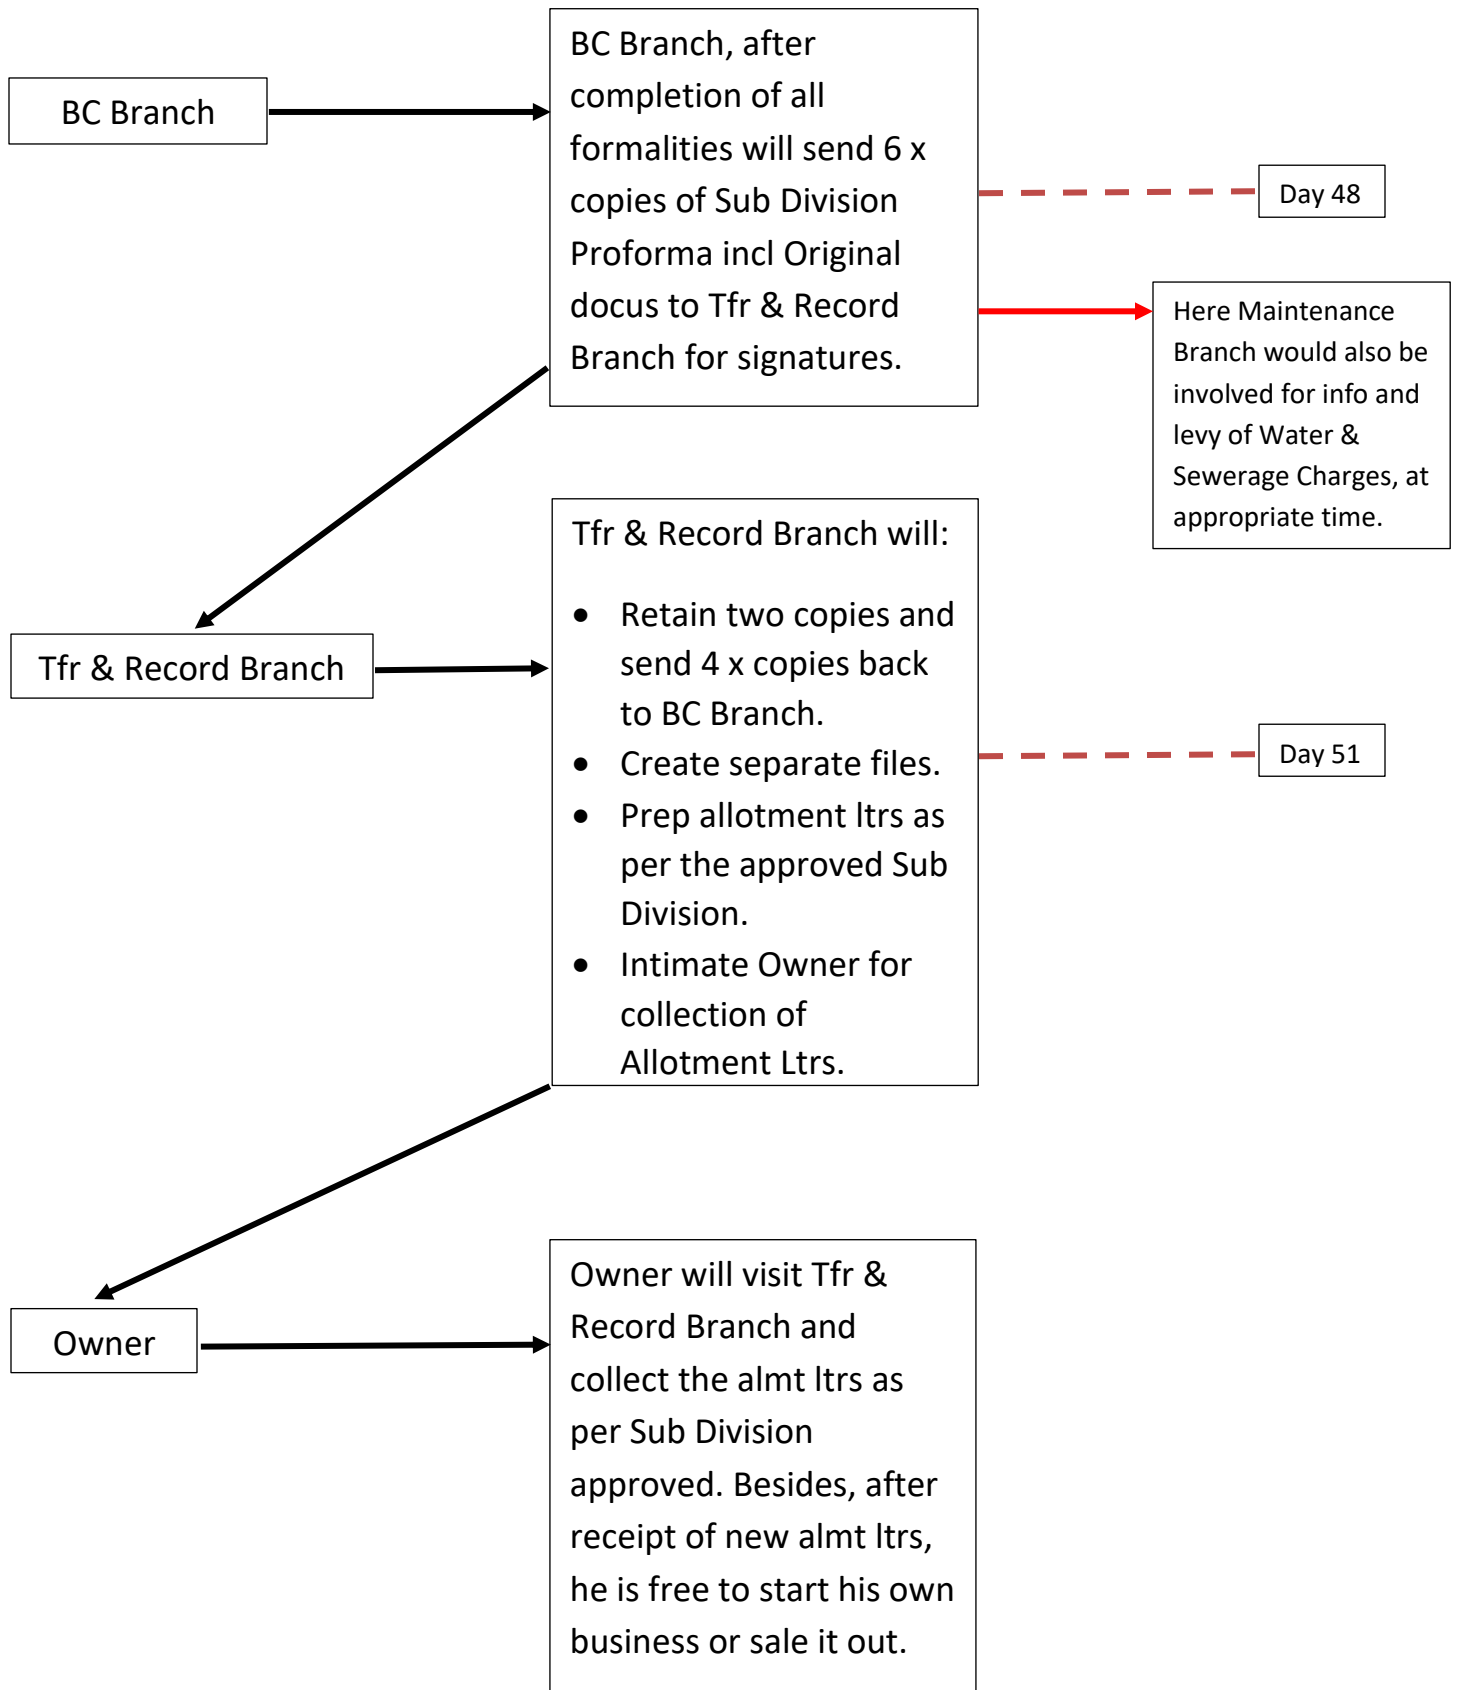 BC Branch
BC Branch, after
completion of all
formalities will send 6 x
copies of Sub Division
Proforma incl Original
docus to Tfr & Record
Branch for signatures.
Day 48
Here Maintenance
Branch would also be
involved for info and
levy of Water &
Sewerage Charges, at
appropriate time.
Tfr & Record Branch
Tfr & Record Branch will:
• Retain two copies and
send 4 x copies back
to BC Branch.
• Create separate files.
• Prep allotment ltrs as
per the approved Sub
Division.
• Intimate Owner for
collection of
Allotment Ltrs.
Day 51
Owner
Owner will visit Tfr &
Record Branch and
collect the almt ltrs as
per Sub Division
approved. Besides, after
receipt of new almt ltrs,
he is free to start his own
business or sale it out.